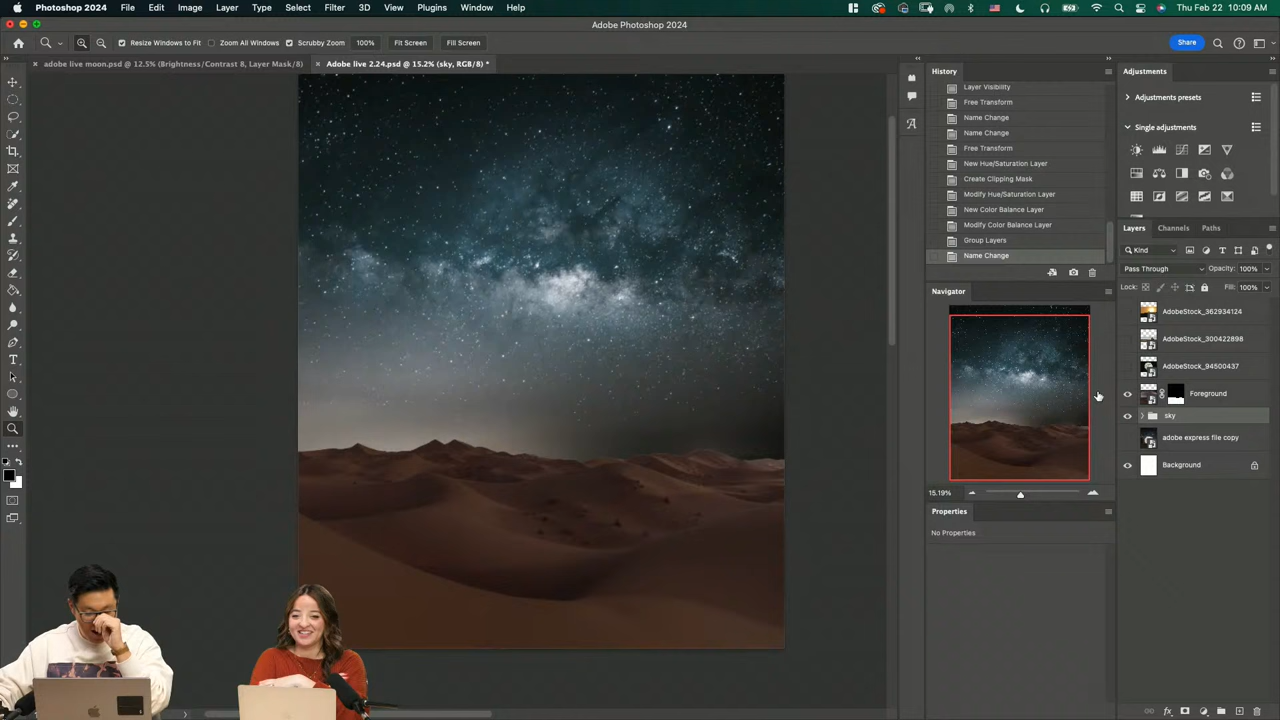 Photoshop 2024 File Edit Image Layer Type Select Filter 3D View Plugins Window Help Thu Feb 22 10:09 AM
Adobe Photoshop 2024
Resize Windows to Fit Zoom All Windows Scrubby Zoom 100% Fit Screen Fill Screen Share
adobe live moon.psd @ 12.5% (Brightness/Contrast 8, Layer Mask/8)
Adobe live 2.24.psd @ 15.2% (sky, RGB/8) *
History
Layer Visibility
Free Transform
Name Change
Name Change
Free Transform
New Hue/Saturation Layer
Create Clipping Mask
Modify Hue/Saturation Layer
New Color Balance Layer
Modify Color Balance Layer
Group Layers
Name Change
Navigator
15.19%
Properties
No Properties
Adjustments
Adjustments presets
Single adjustments
Layers Channels Paths
Kind
Pass Through Opacity: 100%
Lock: Fill: 100%
AdobeStock_362934124
AdobeStock_300422898
AdobeStock_94500437
Foreground
sky
adobe express file copy
Background